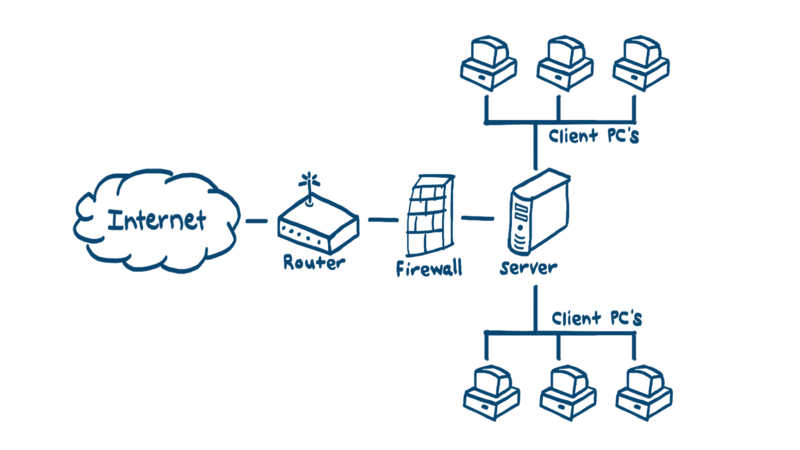 Client PC's
Internet
Router
Firewall
Server
Client PC's